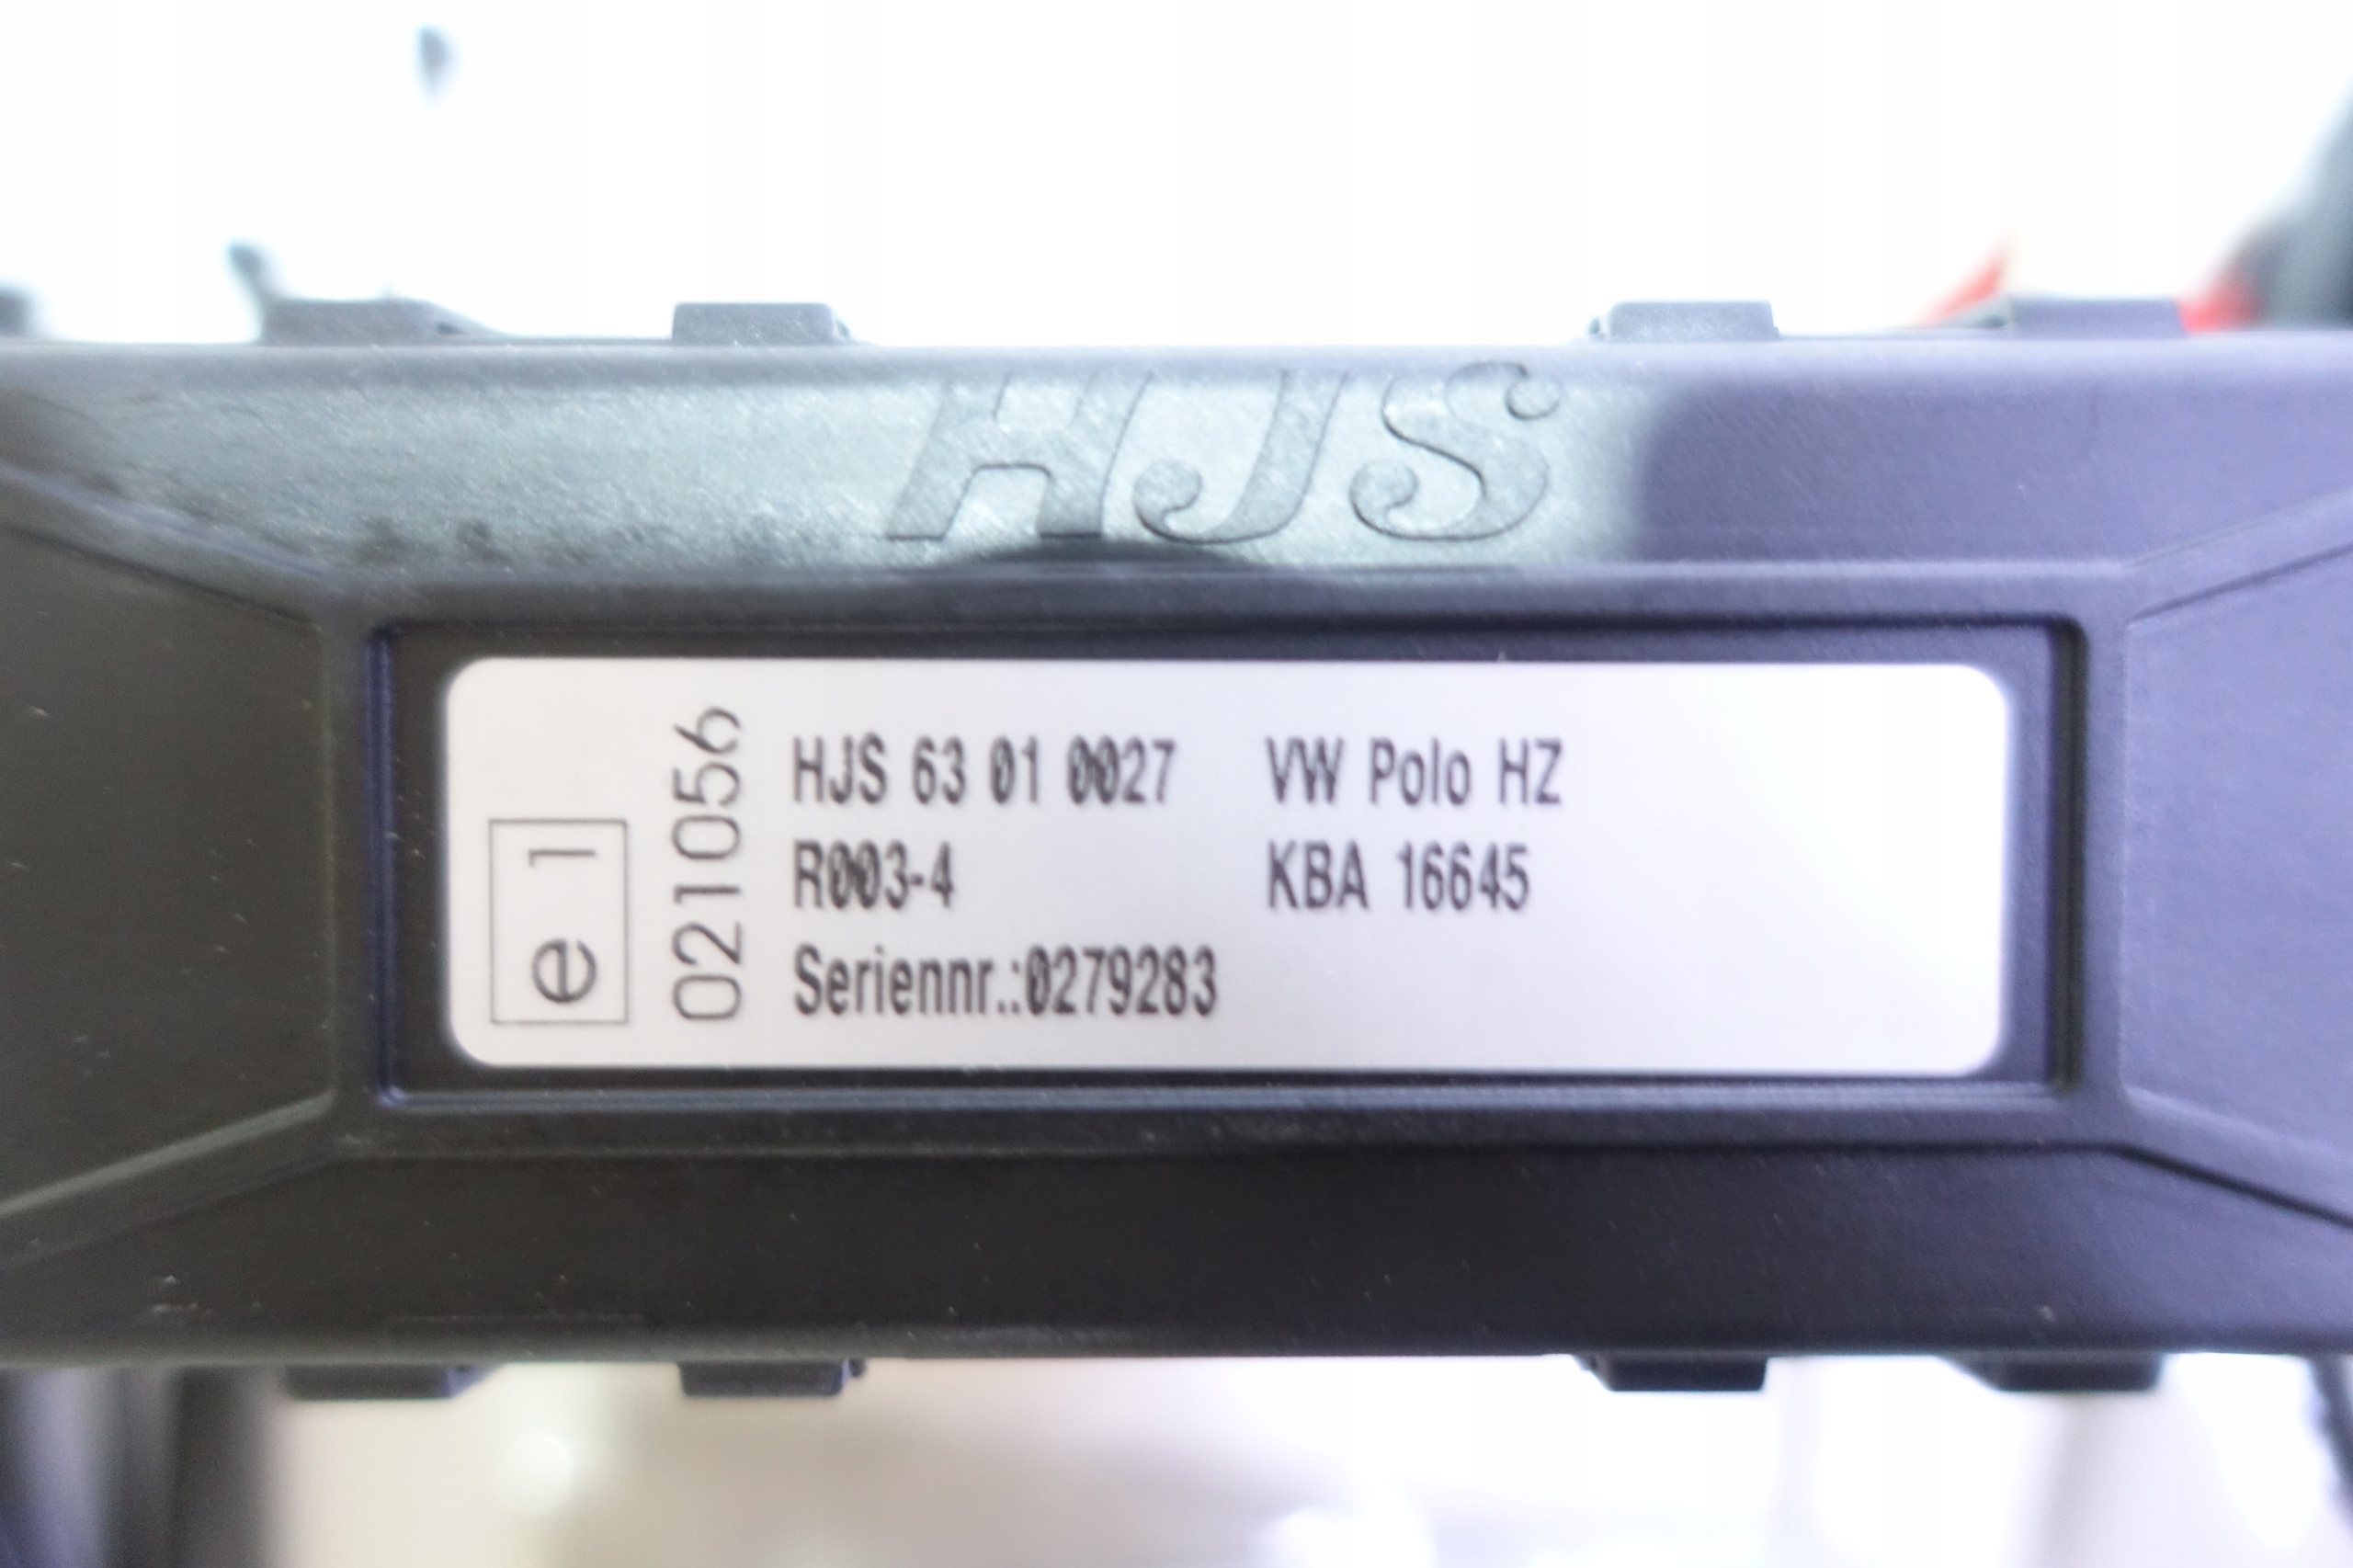 HJS
e 1
021056
HJS 63 01 0027 VW Polo HZ
R003-4 KBA 16645
Seriennr.:0279283